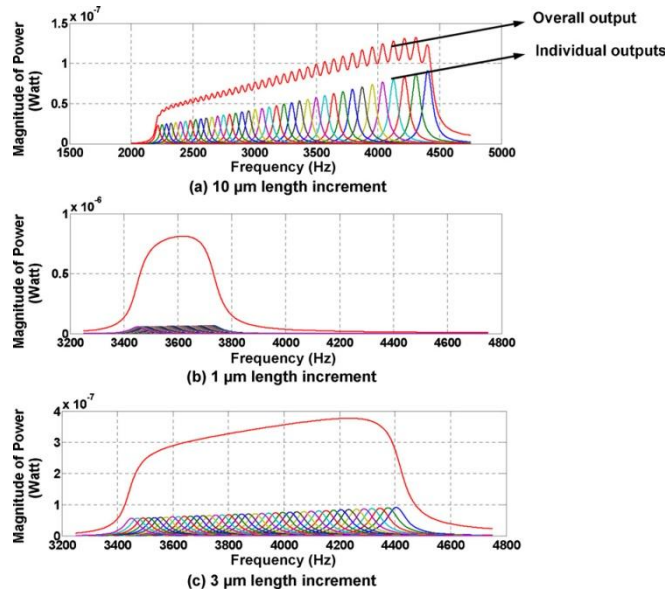 x 10⁻⁷
Overall output
Individual outputs
Magnitude of Power
(Watt)
1.5
1
0.5
0
1500 2000 2500 3000 3500 4000 4500 5000
Frequency (Hz)
(a) 10 µm length increment
x 10⁻⁶
Magnitude of Power
(Watt)
1
0.5
0
3200 3400 3600 3800 4000 4200 4400 4600 4800
Frequency (Hz)
(b) 1 µm length increment
x 10⁻⁷
Magnitude of Power
(Watt)
4
3
2
1
0
3200 3400 3600 3800 4000 4200 4400 4600 4800
Frequency (Hz)
(c) 3 µm length increment